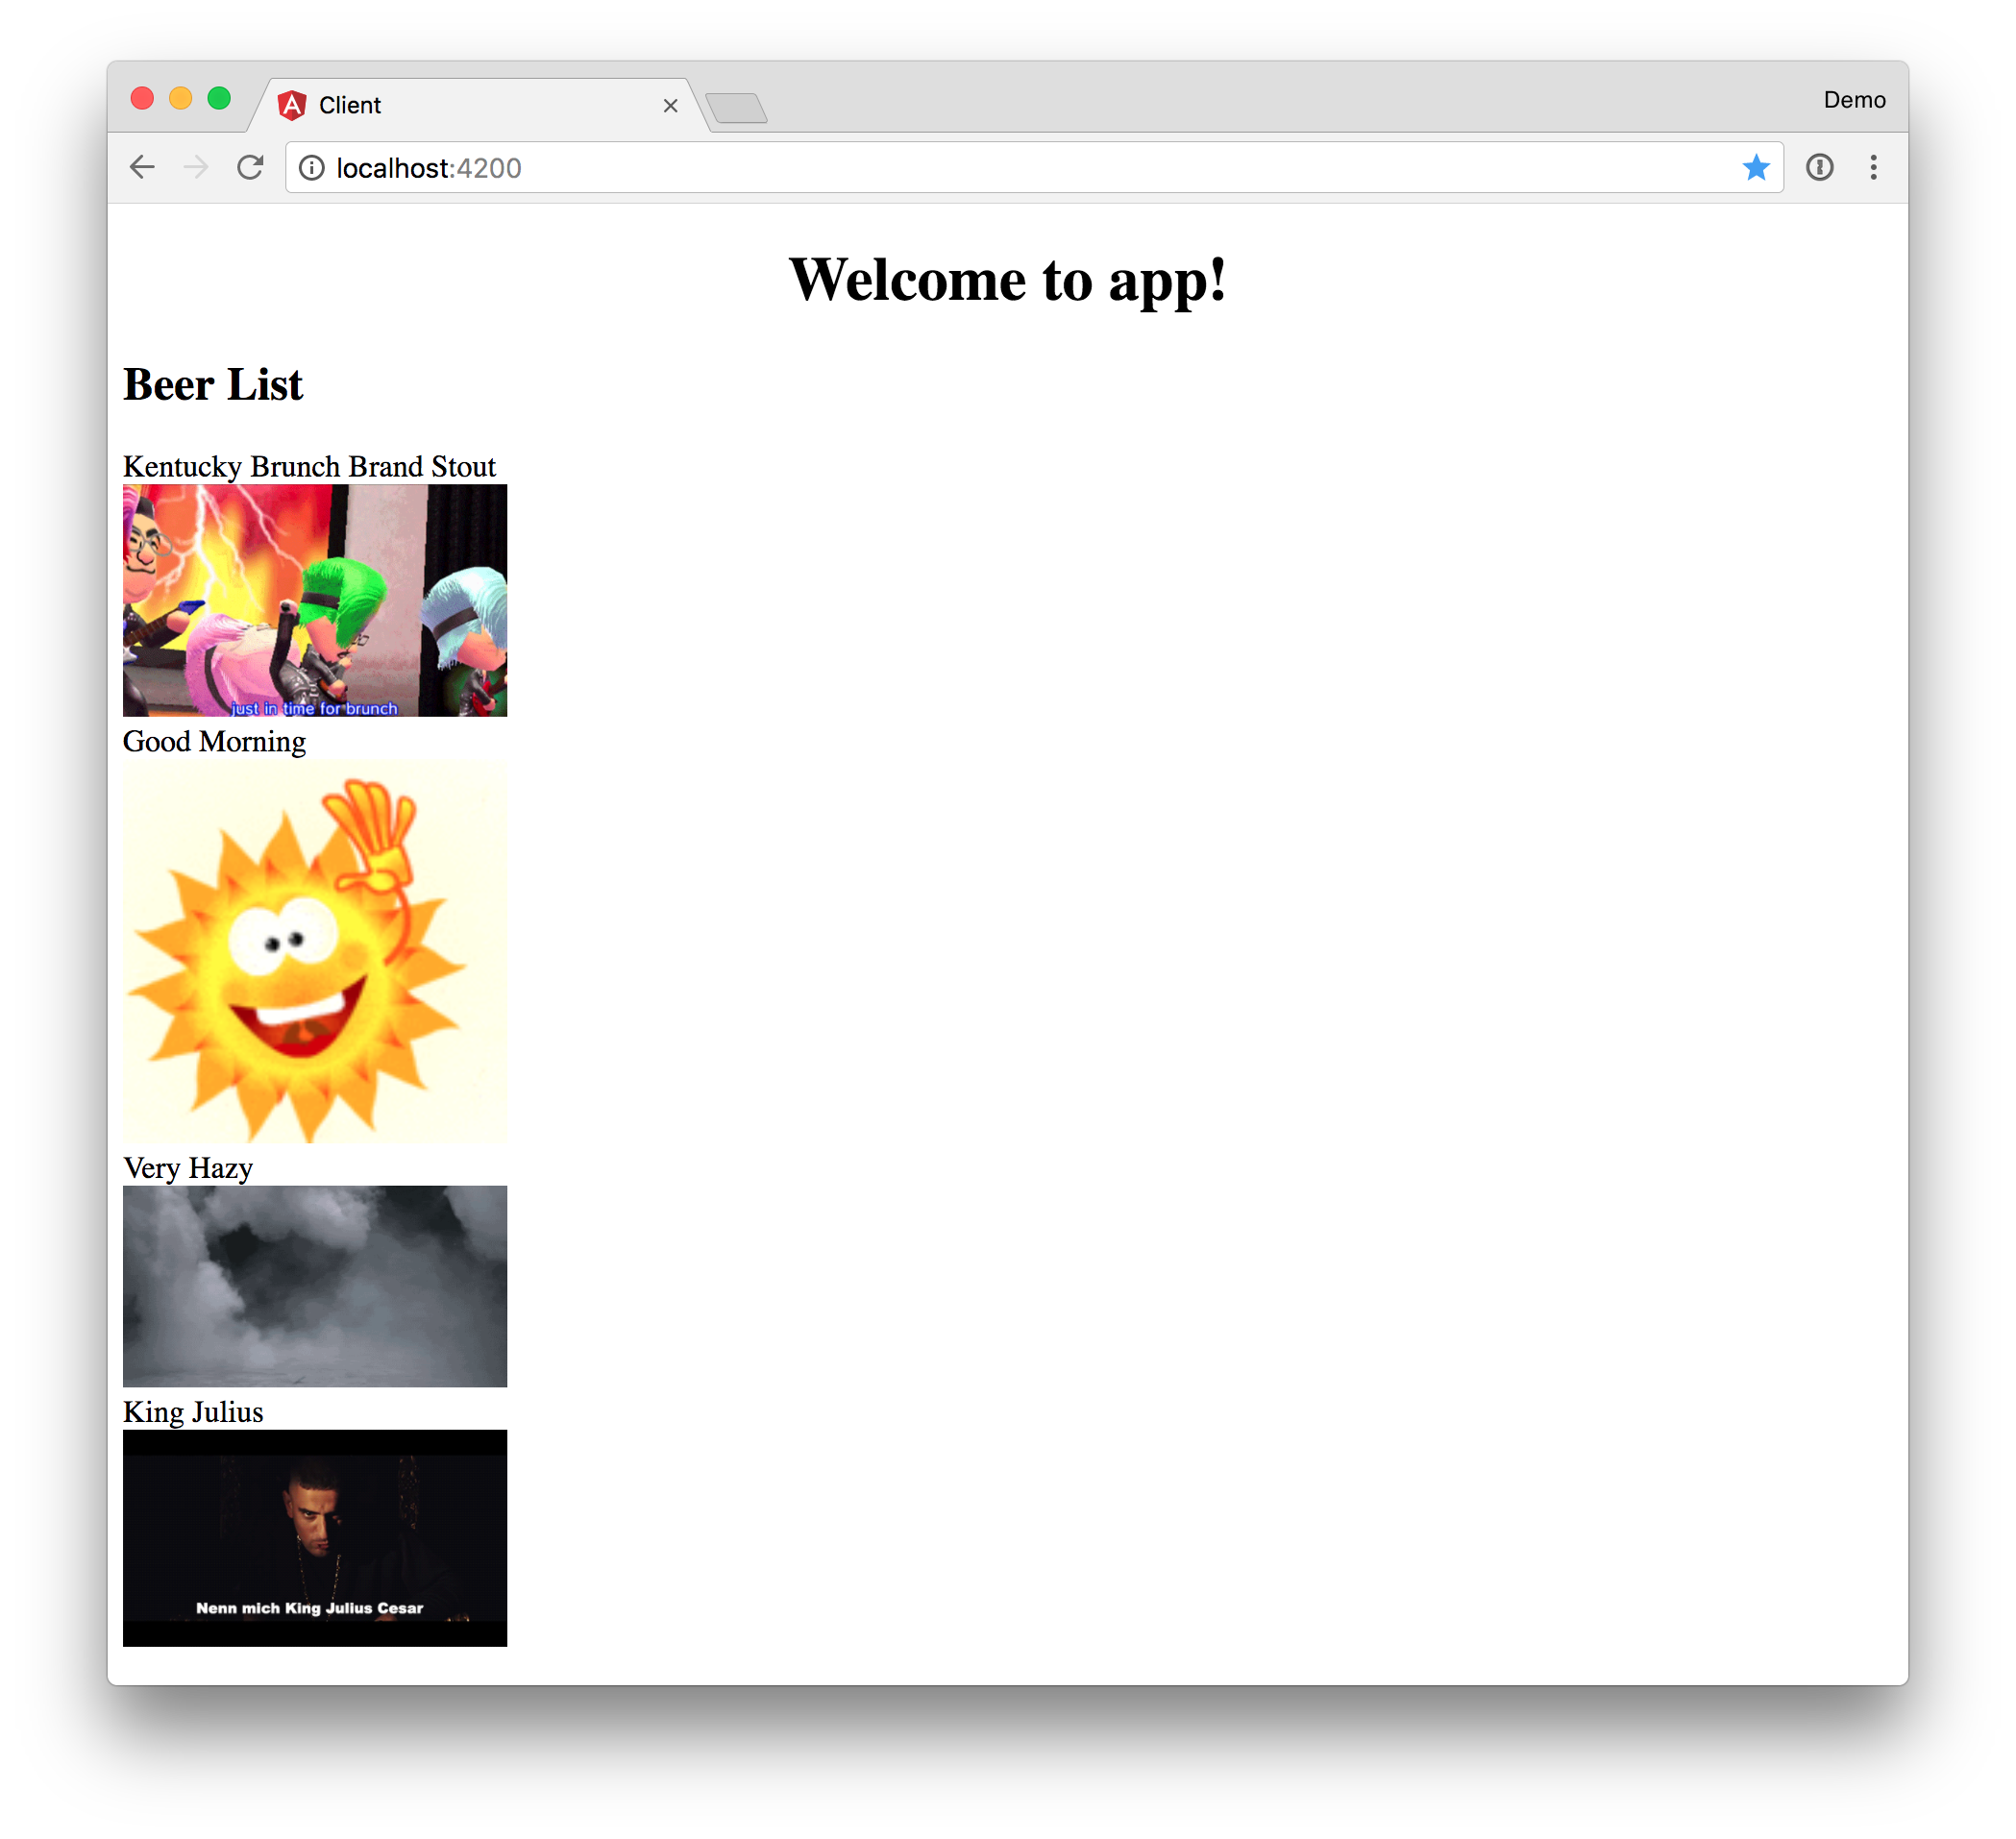 Client
Demo
localhost:4200
Welcome to app!
Beer List
Kentucky Brunch Brand Stout
just in time for brunch
Good Morning
Very Hazy
King Julius
Nenn mich King Julius Cesar